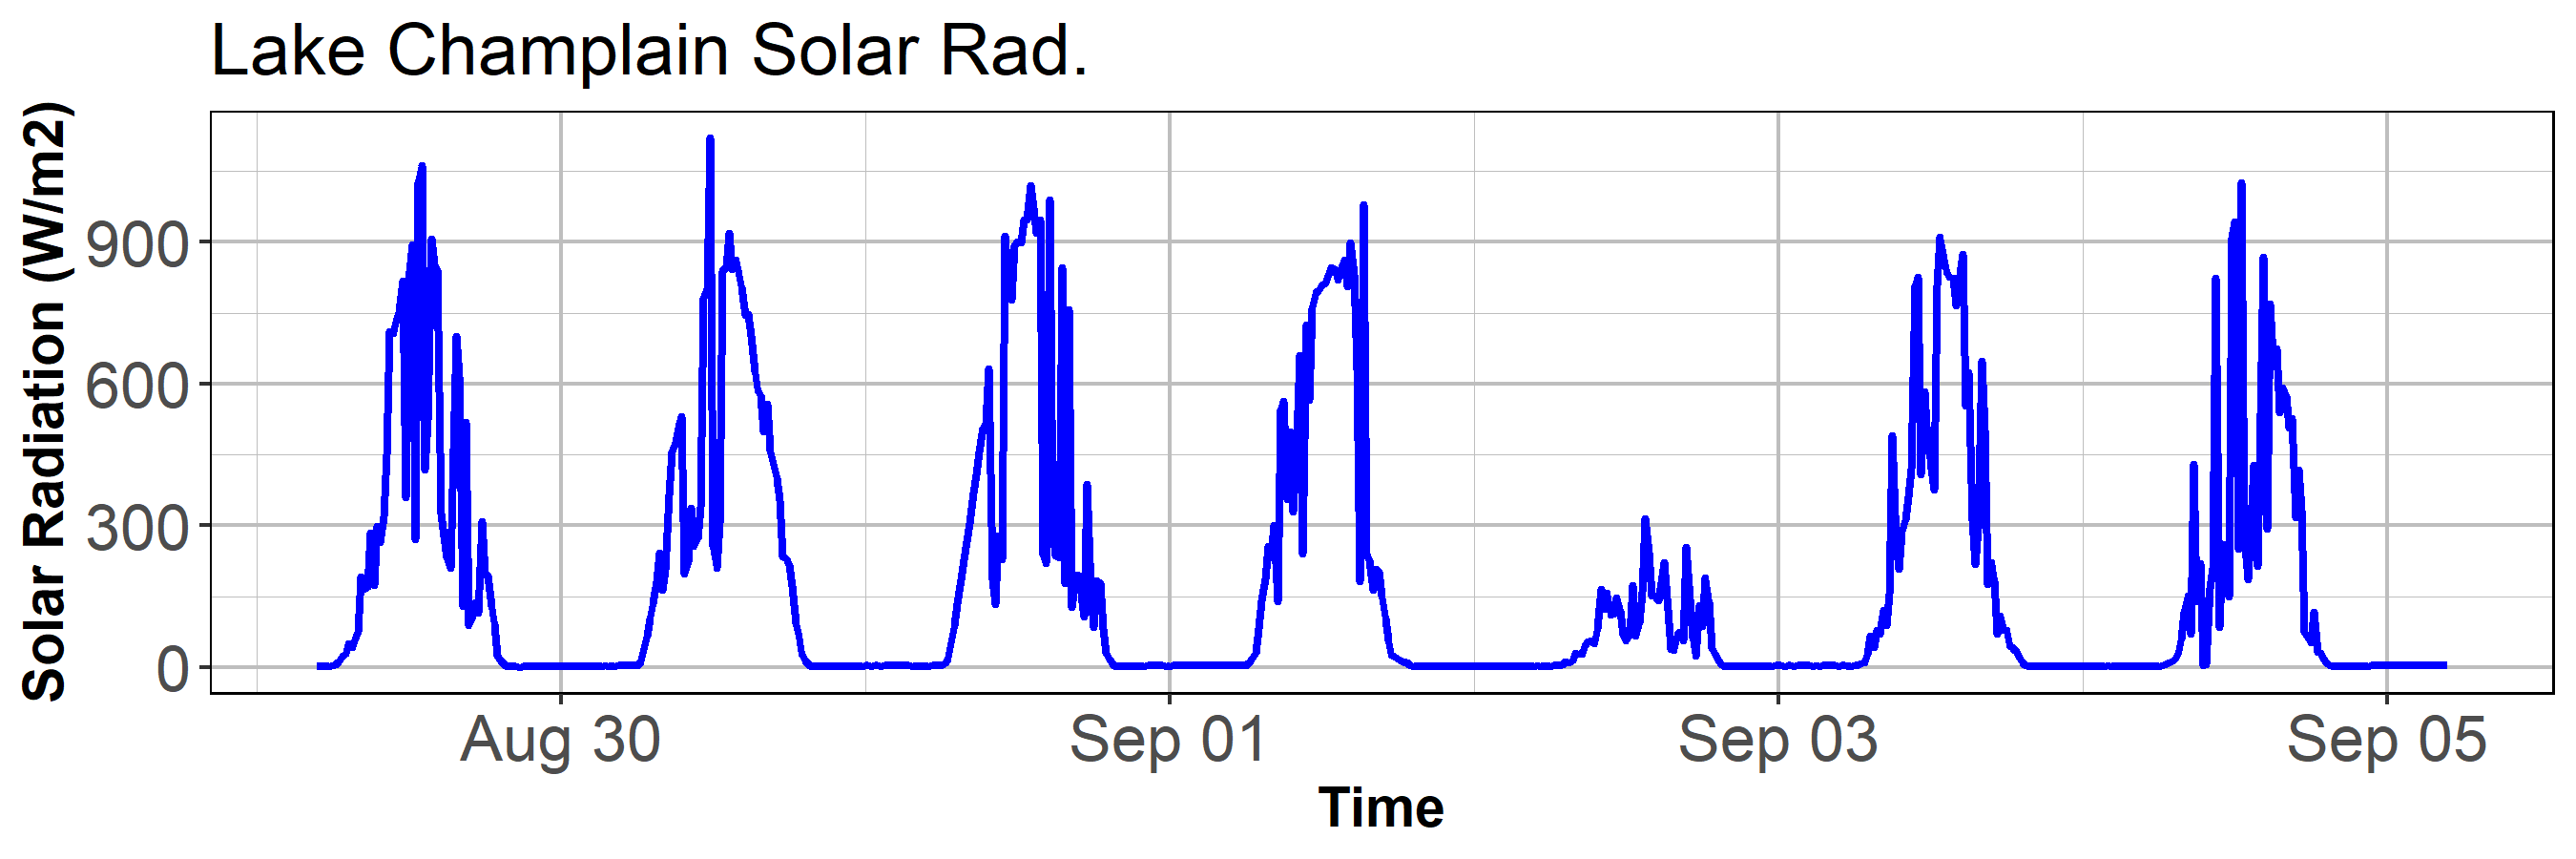 Lake Champlain Solar Rad.
Solar Radiation (W/m2)
900
600
300
0
Aug 30 Sep 01 Sep 03 Sep 05
Time